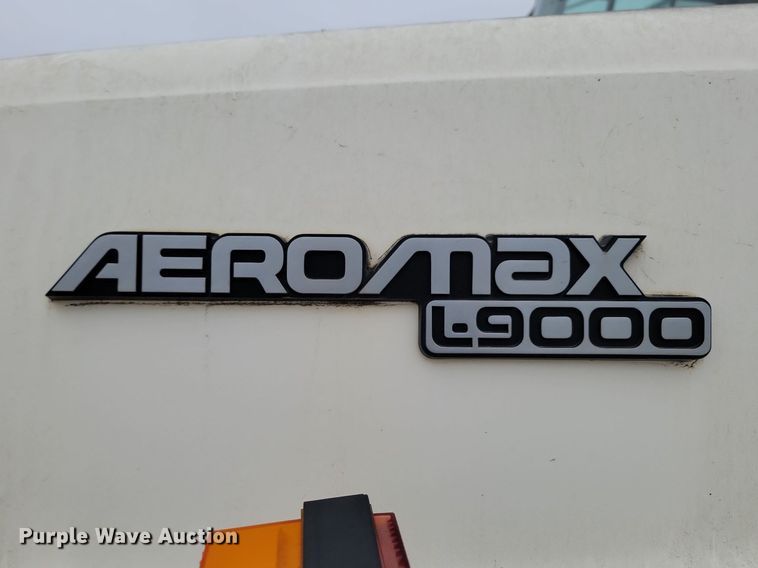 AEROMAX
L9000
Purple Wave Auction